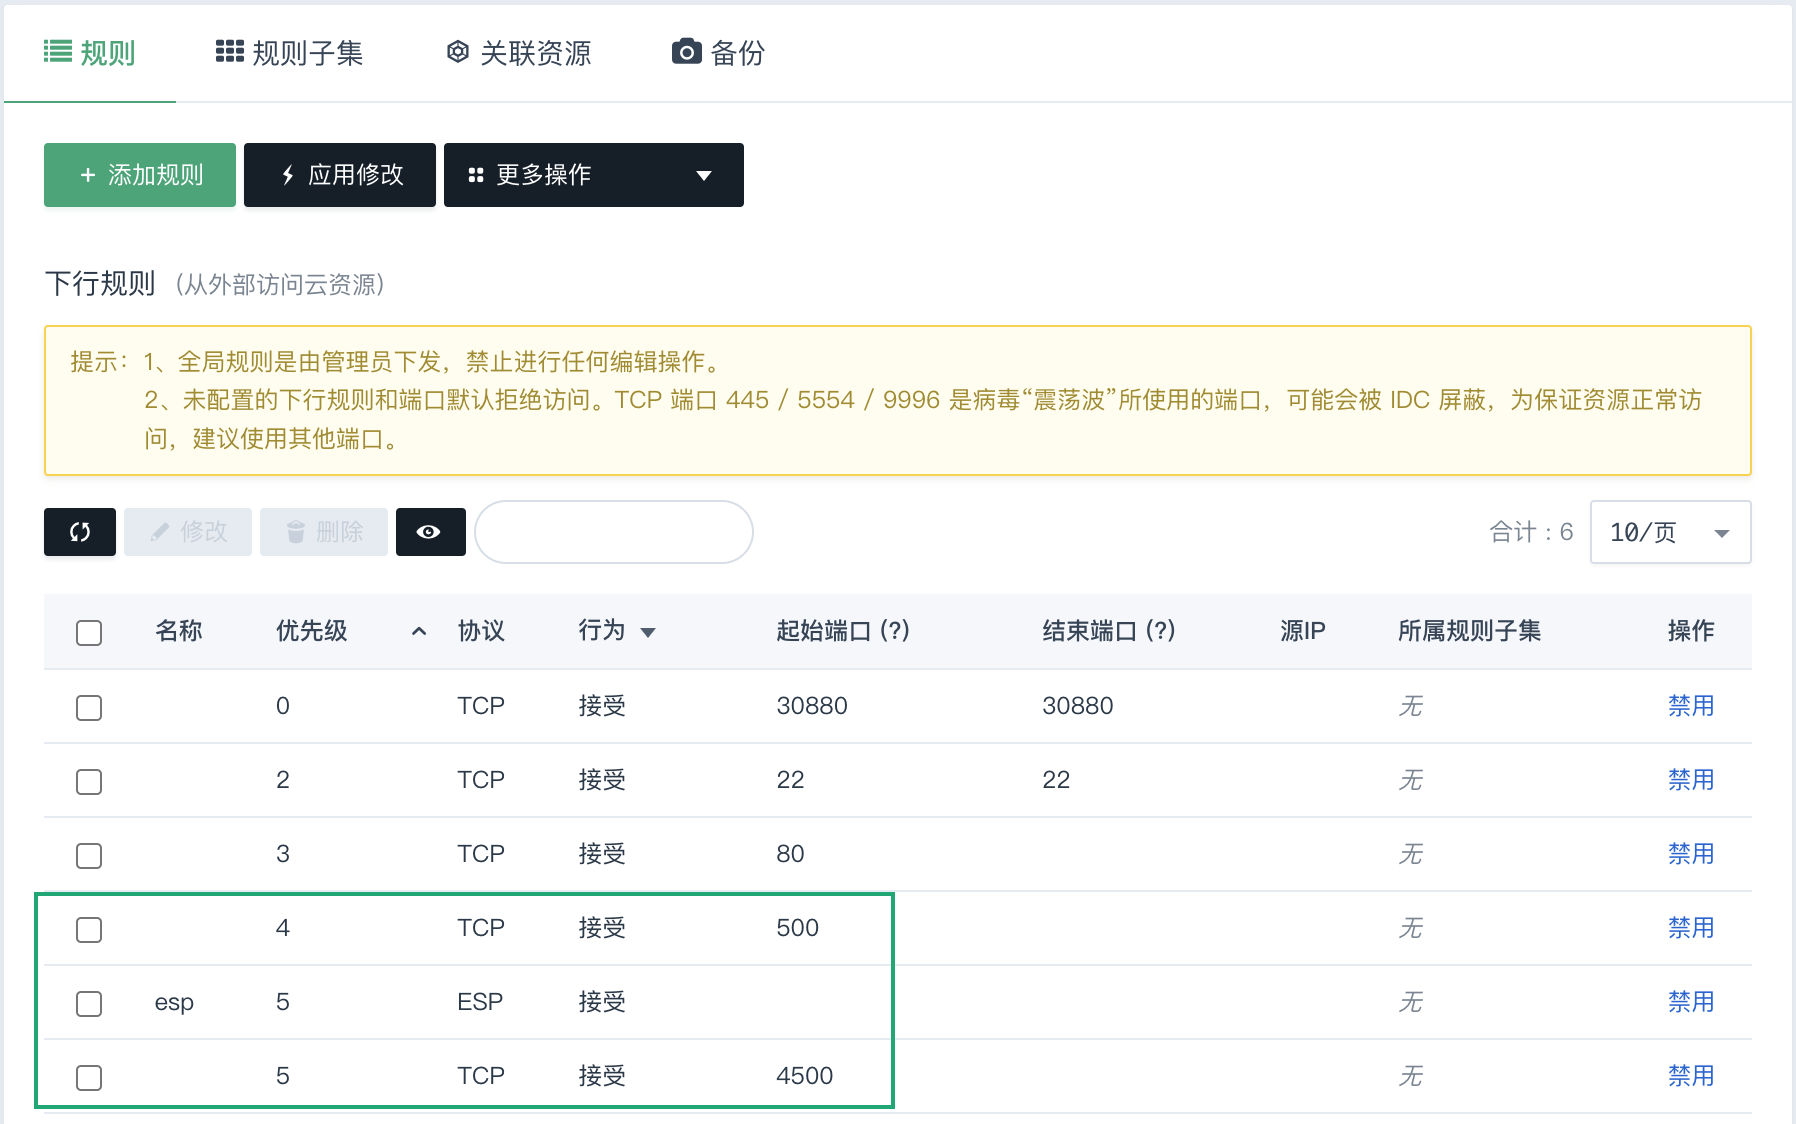 规则 规则子集 关联资源 备份
+ 添加规则 应用修改 更多操作
下行规则 (从外部访问云资源)
提示：1、全局规则是由管理员下发，禁止进行任何编辑操作。
2、未配置的下行规则和端口默认拒绝访问。TCP 端口 445 / 5554 / 9996 是病毒“震荡波”所使用的端口，可能会被 IDC 屏蔽，为保证资源正常访
问，建议使用其他端口。
修改 删除 合计 : 6 10/页
名称 优先级 协议 行为 起始端口 (?) 结束端口 (?) 源IP 所属规则子集 操作
0 TCP 接受 30880 30880 无 禁用
2 TCP 接受 22 22 无 禁用
3 TCP 接受 80 无 禁用
4 TCP 接受 500 无 禁用
esp 5 ESP 接受 无 禁用
5 TCP 接受 4500 无 禁用